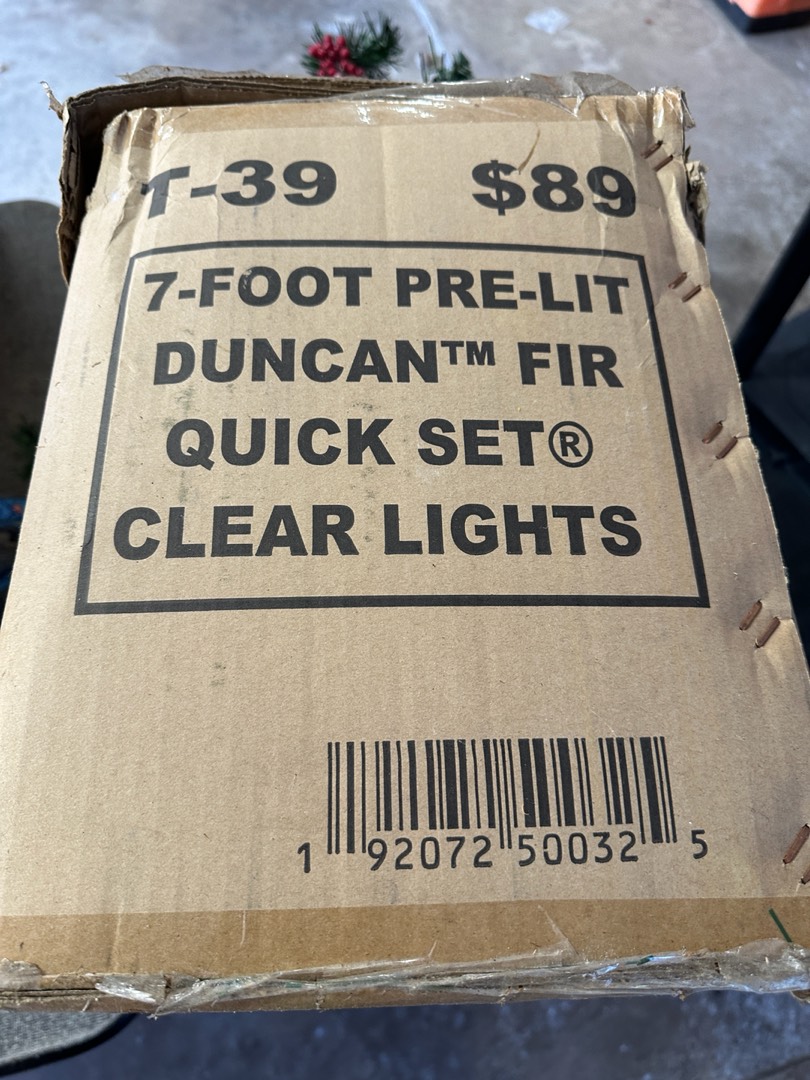 T-39 $89
7-FOOT PRE-LIT
DUNCAN™ FIR
QUICK SET®
CLEAR LIGHTS
1 92072 50032 5